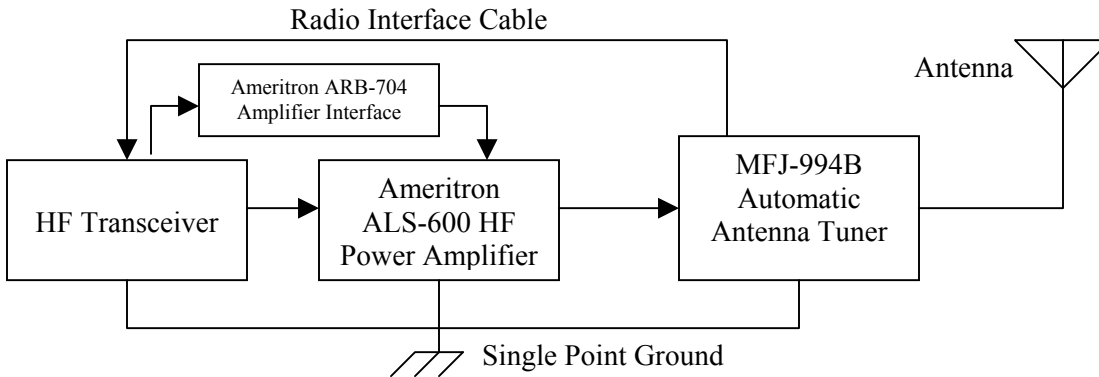 Radio Interface Cable
Antenna
Ameritron ARB-704
Amplifier Interface
HF Transceiver
Ameritron
ALS-600 HF
Power Amplifier
MFJ-994B
Automatic
Antenna Tuner
Single Point Ground